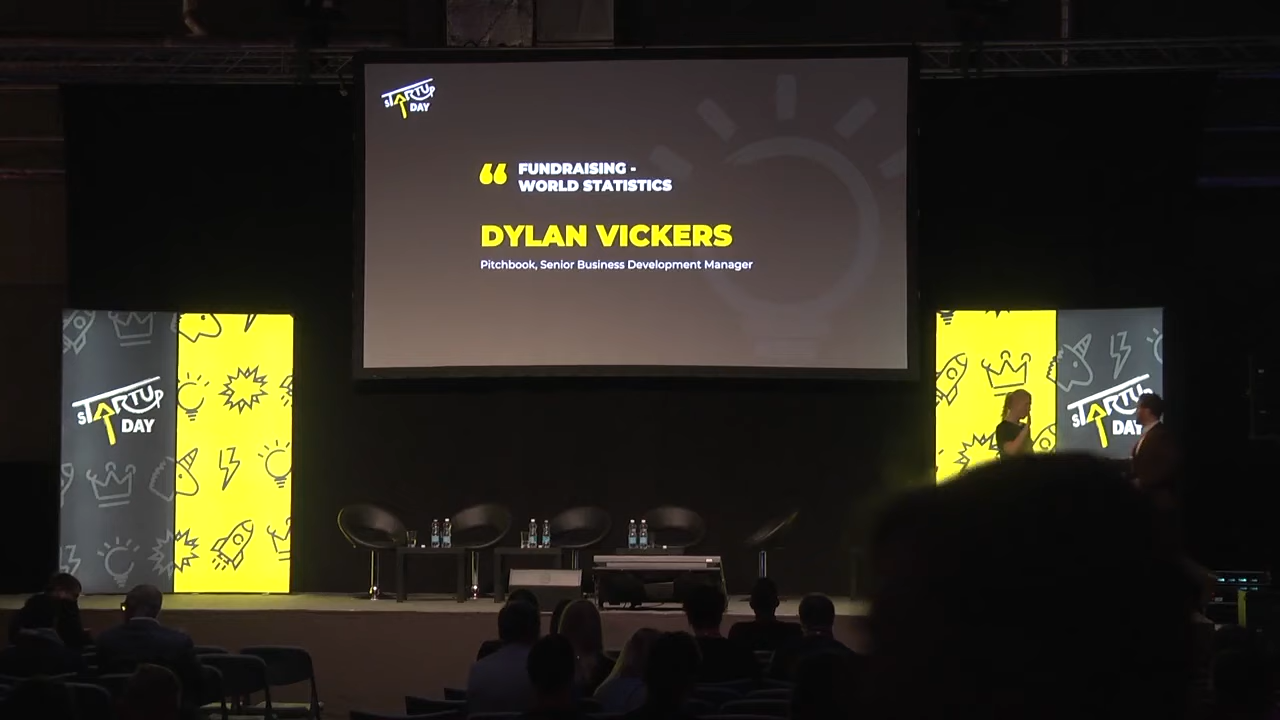 STARTUP
DAY
FUNDRAISING -
WORLD STATISTICS
DYLAN VICKERS
Pitchbook, Senior Business Development Manager
STARTUP
DAY
STARTUP
DAY